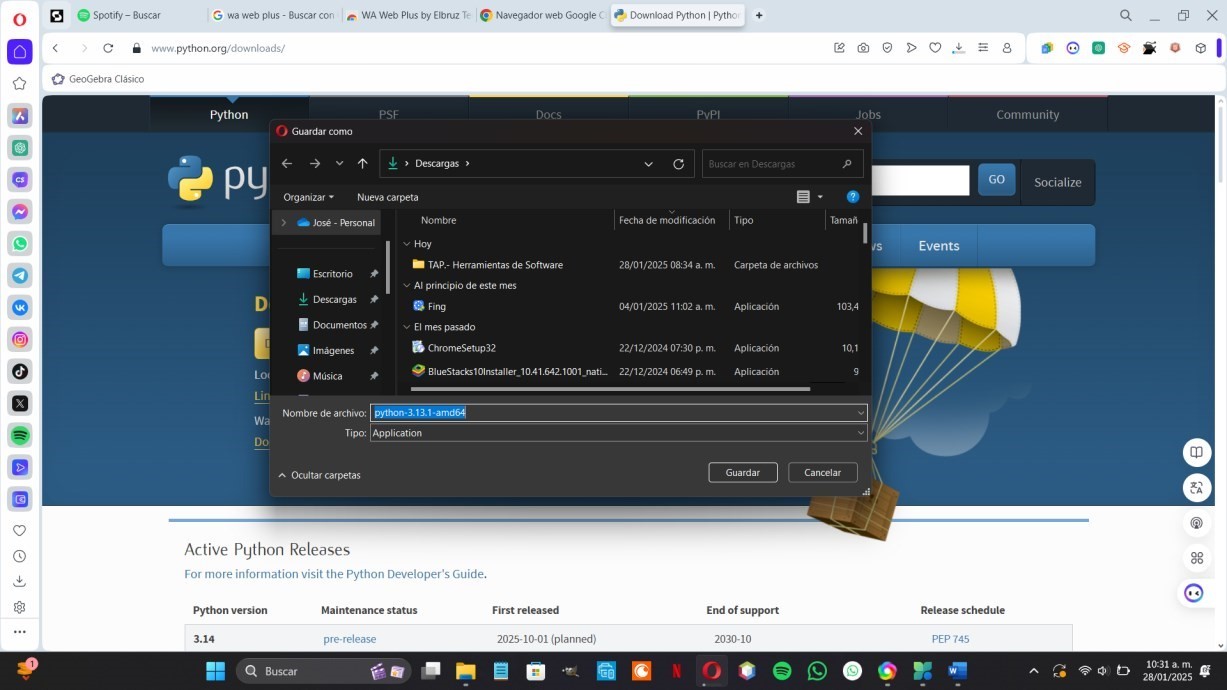 Spotify – Buscar
wa web plus - Buscar con
WA Web Plus by Elbruz Te
Navegador web Google C
Download Python | Pytho
www.python.org/downloads/
GeoGebra Clásico
Python
PSF
Docs
PyPI
Jobs
Community
Guardar como
Descargas
Buscar en Descargas
py
GO
Socialize
Organizar
Nueva carpeta
José - Personal
Nombre
Fecha de modificación
Tipo
Tamañ
Hoy
Events
TAP.- Herramientas de Software
28/01/2025 08:34 a. m.
Carpeta de archivos
Escritorio
Al principio de este mes
Descargas
Fing
04/01/2025 11:02 a. m.
Aplicación
103,4
Documentos
El mes pasado
Imágenes
ChromeSetup32
22/12/2024 07:30 p. m.
Aplicación
10,1
Música
BlueStacks10Installer_10.41.642.1001_nati...
22/12/2024 06:49 p. m.
Aplicación
9
Nombre de archivo:
python-3.13.1-amd64
Tipo:
Application
Ocultar carpetas
Guardar
Cancelar
Active Python Releases
For more information visit the Python Developer's Guide.
Python version
Maintenance status
First released
End of support
Release schedule
3.14
pre-release
2025-10-01 (planned)
2030-10
PEP 745
1
Buscar
10:31 a. m.
28/01/2025